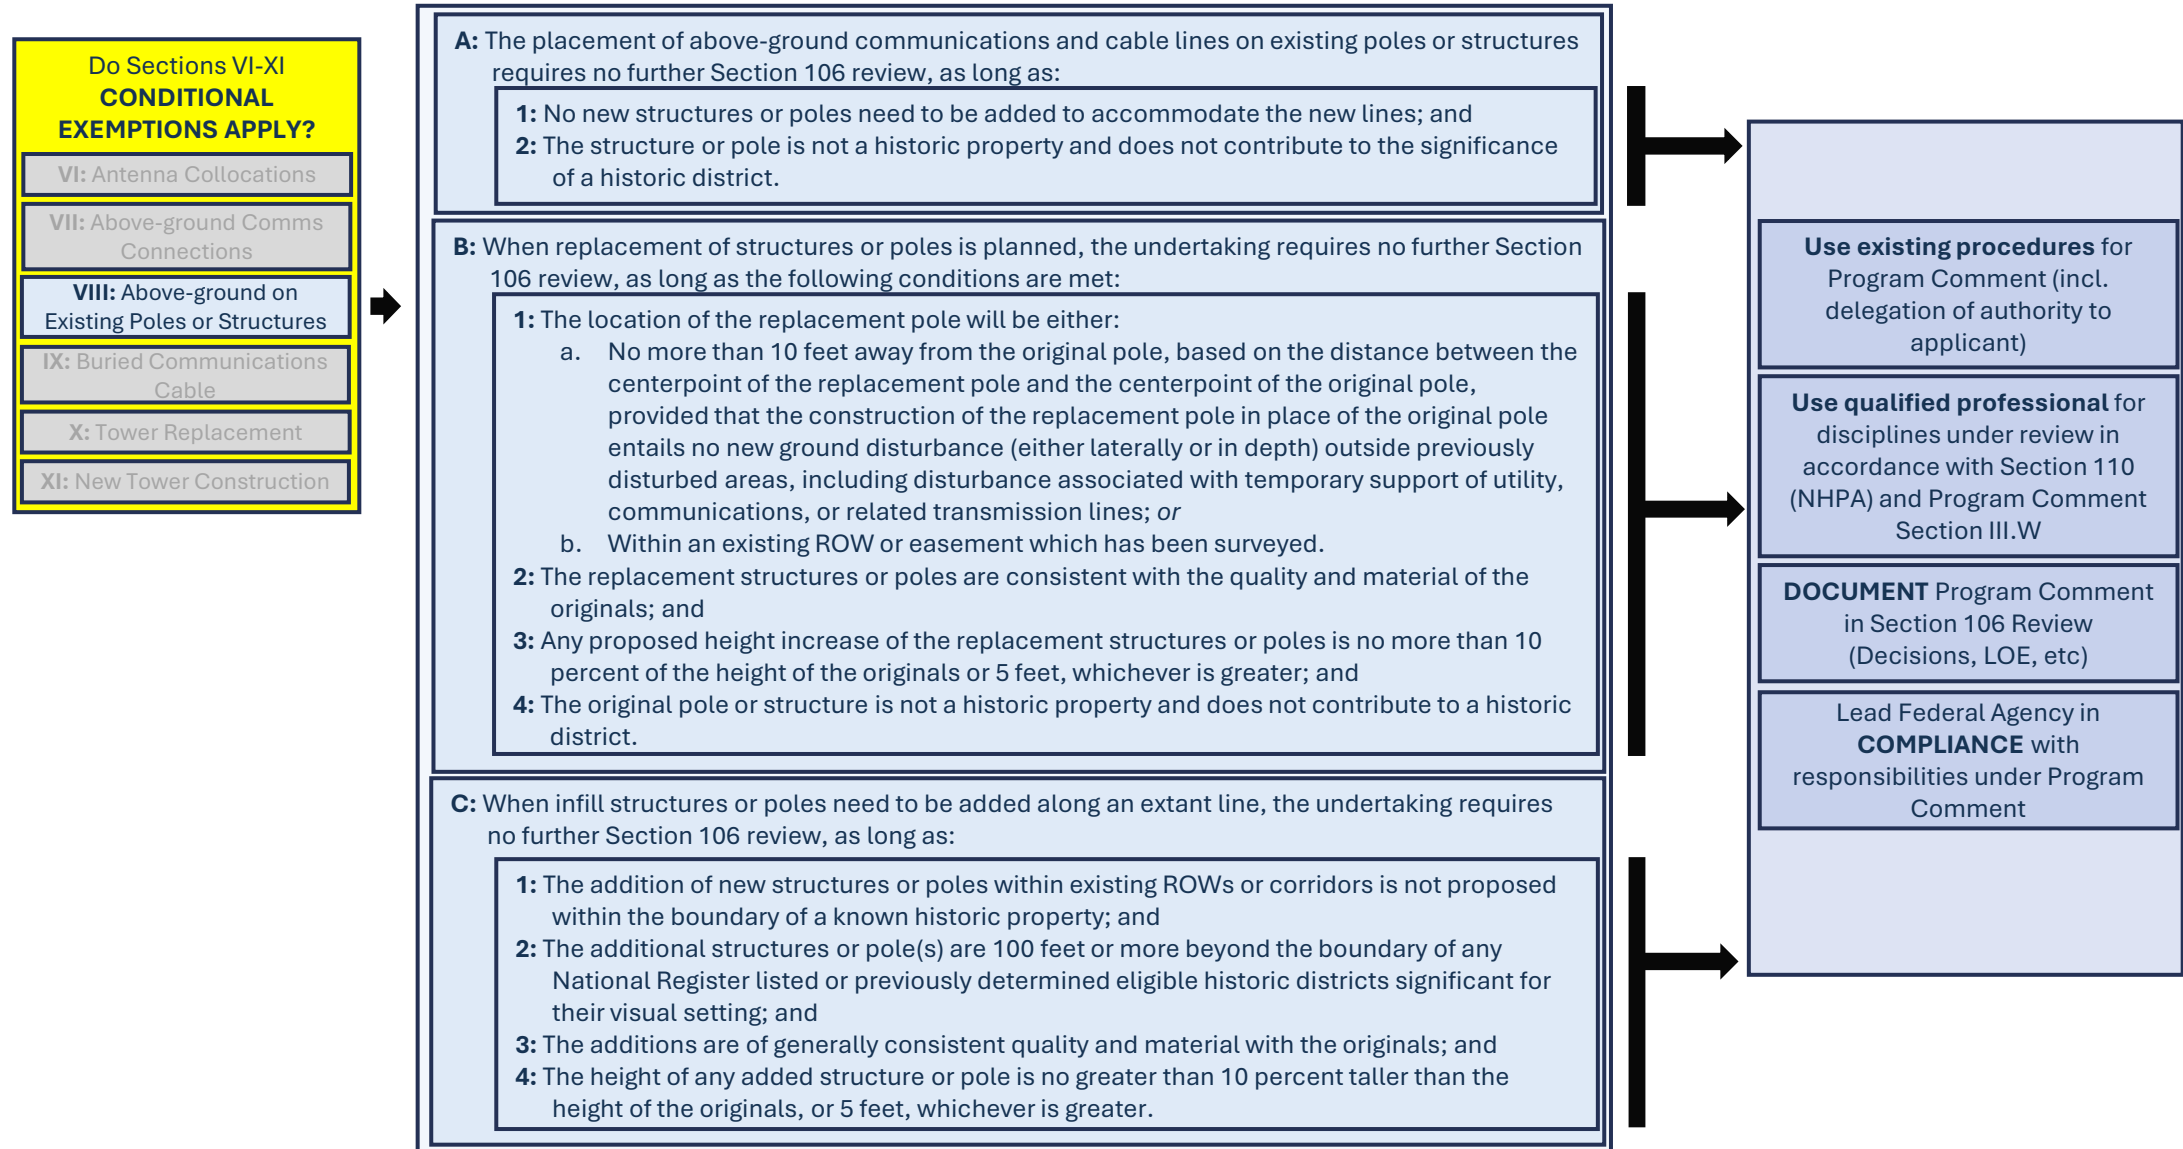 Do Sections VI-XI
CONDITIONAL
EXEMPTIONS APPLY?
VI: Antenna Collocations
VII: Above-ground Comms
Connections
VIII: Above-ground on
Existing Poles or Structures
IX: Buried Communications
Cable
X: Tower Replacement
XI: New Tower Construction
A: The placement of above-ground communications and cable lines on existing poles or structures
requires no further Section 106 review, as long as:
1: No new structures or poles need to be added to accommodate the new lines; and
2: The structure or pole is not a historic property and does not contribute to the significance
of a historic district.
B: When replacement of structures or poles is planned, the undertaking requires no further Section
106 review, as long as the following conditions are met:
1: The location of the replacement pole will be either:
a. No more than 10 feet away from the original pole, based on the distance between the
centerpoint of the replacement pole and the centerpoint of the original pole,
provided that the construction of the replacement pole in place of the original pole
entails no new ground disturbance (either laterally or in depth) outside previously
disturbed areas, including disturbance associated with temporary support of utility,
communications, or related transmission lines; or
b. Within an existing ROW or easement which has been surveyed.
2: The replacement structures or poles are consistent with the quality and material of the
originals; and
3: Any proposed height increase of the replacement structures or poles is no more than 10
percent of the height of the originals or 5 feet, whichever is greater; and
4: The original pole or structure is not a historic property and does not contribute to a historic
district.
C: When infill structures or poles need to be added along an extant line, the undertaking requires
no further Section 106 review, as long as:
1: The addition of new structures or poles within existing ROWs or corridors is not proposed
within the boundary of a known historic property; and
2: The additional structures or pole(s) are 100 feet or more beyond the boundary of any
National Register listed or previously determined eligible historic districts significant for
their visual setting; and
3: The additions are of generally consistent quality and material with the originals; and
4: The height of any added structure or pole is no greater than 10 percent taller than the
height of the originals, or 5 feet, whichever is greater.
Use existing procedures for
Program Comment (incl.
delegation of authority to
applicant)
Use qualified professional for
disciplines under review in
accordance with Section 110
(NHPA) and Program Comment
Section III.W
DOCUMENT Program Comment
in Section 106 Review
(Decisions, LOE, etc)
Lead Federal Agency in
COMPLIANCE with
responsibilities under Program
Comment